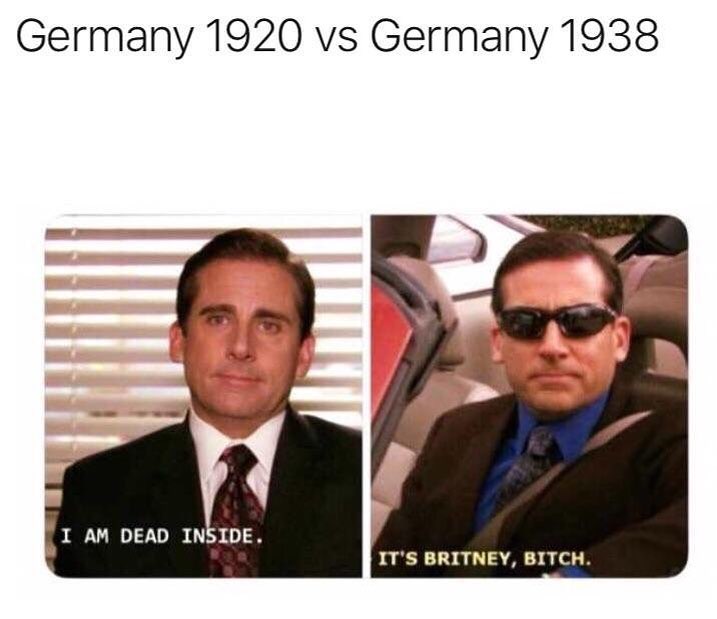 Germany 1920 vs Germany 1938
I AM DEAD INSIDE.
IT'S BRITNEY, BITCH.